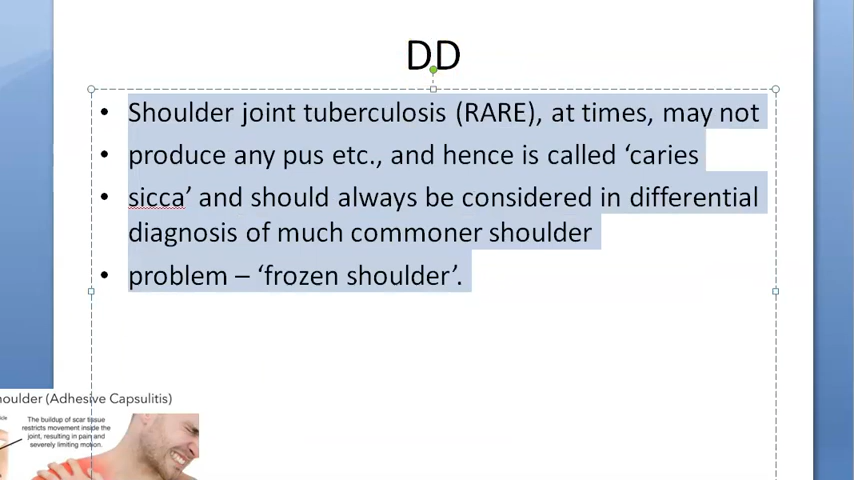 DD
• Shoulder joint tuberculosis (RARE), at times, may not
• produce any pus etc., and hence is called ‘caries
• sicca’ and should always be considered in differential
diagnosis of much commoner shoulder
• problem – ‘frozen shoulder’.
houlder (Adhesive Capsulitis)
The buildup of scar tissue
restricts movement inside the
joint, resulting in pain and
severely limiting motion.